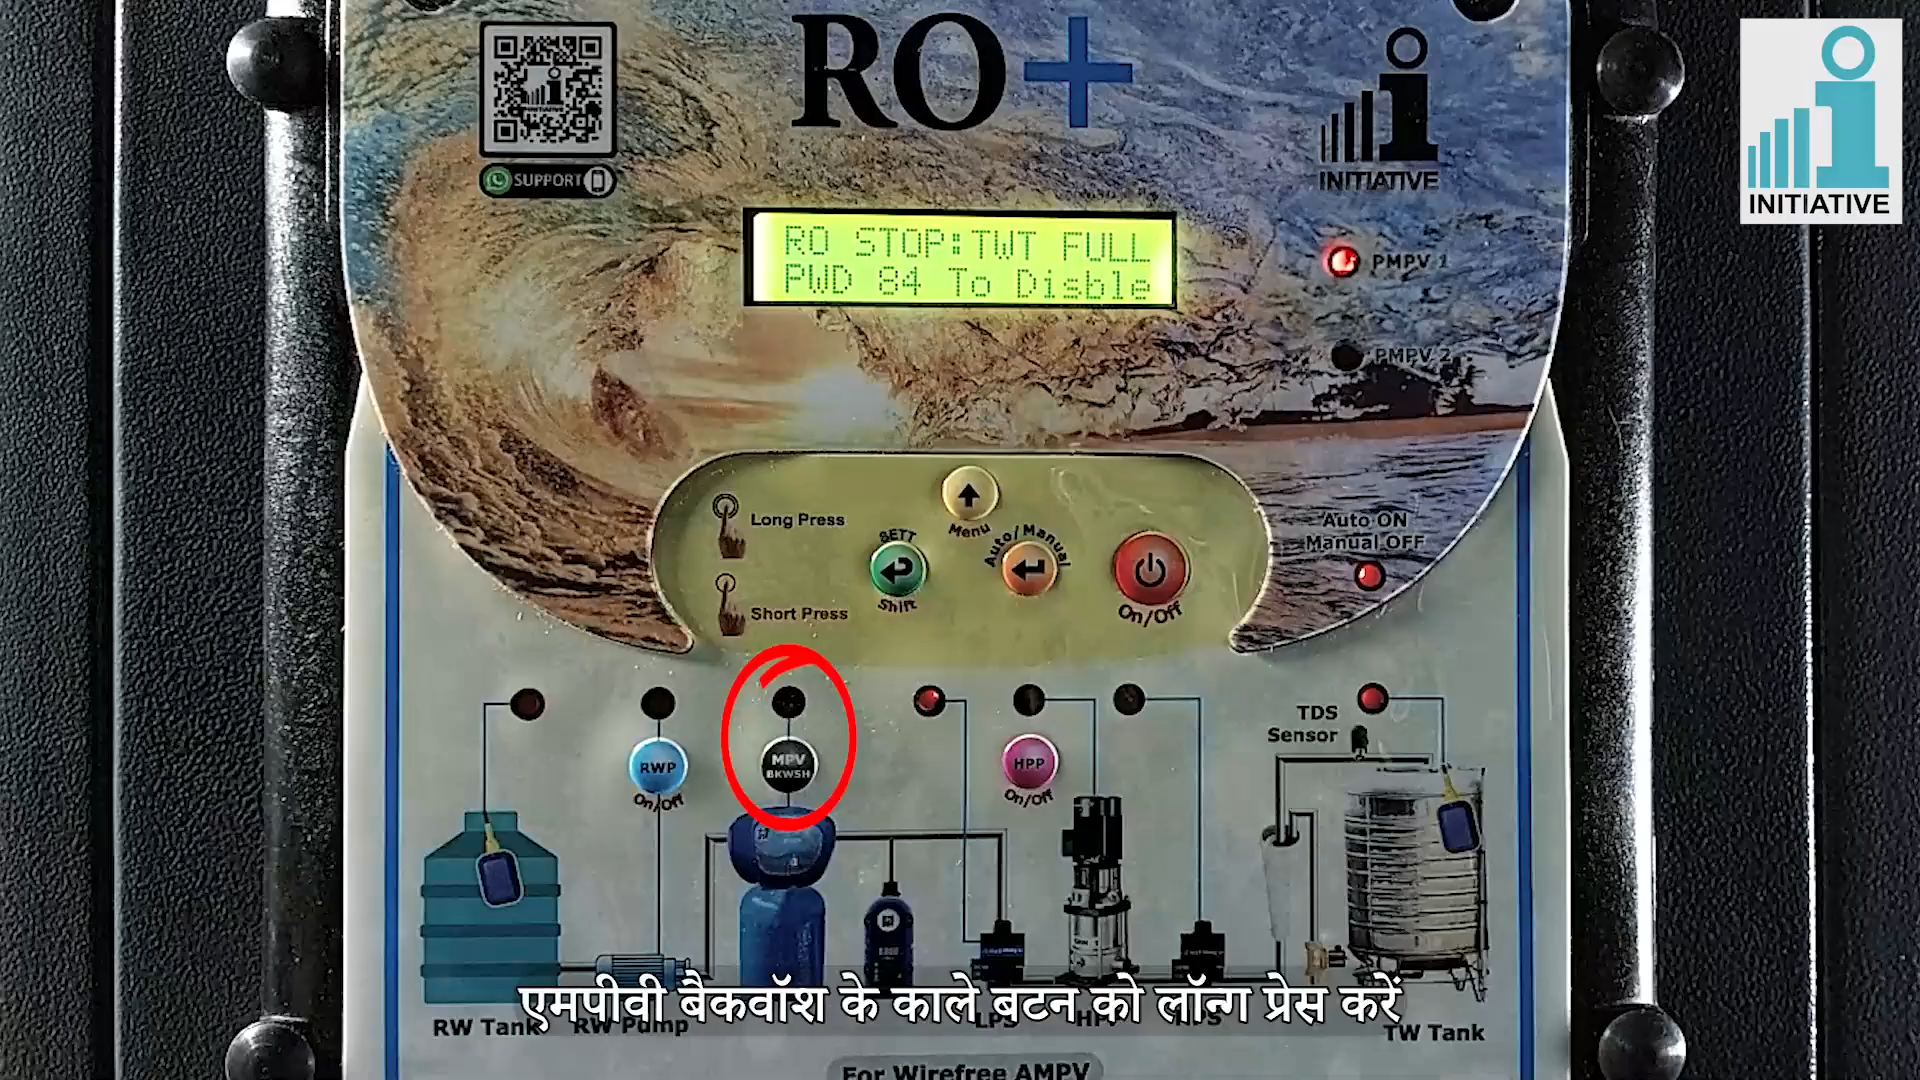 RO+
SUPPORT
INITIATIVE
INITIATIVE
RO STOP:TWT FULL
PWD 84 To Disble
PMPV 1
PMPV 2
Long Press
Short Press
Menu
SETT
Shift
Auto/Manual
On/Off
Auto ON
Manual OFF
TDS
Sensor
RWP
On/Off
MPV
BKWSH
HPP
On/Off
एमपीवी बैकवॉश के काले बटन को लॉन्ग प्रेस करें
RW Tank
RW Pump
LPS
TW Tank
For Wirefree AMPV